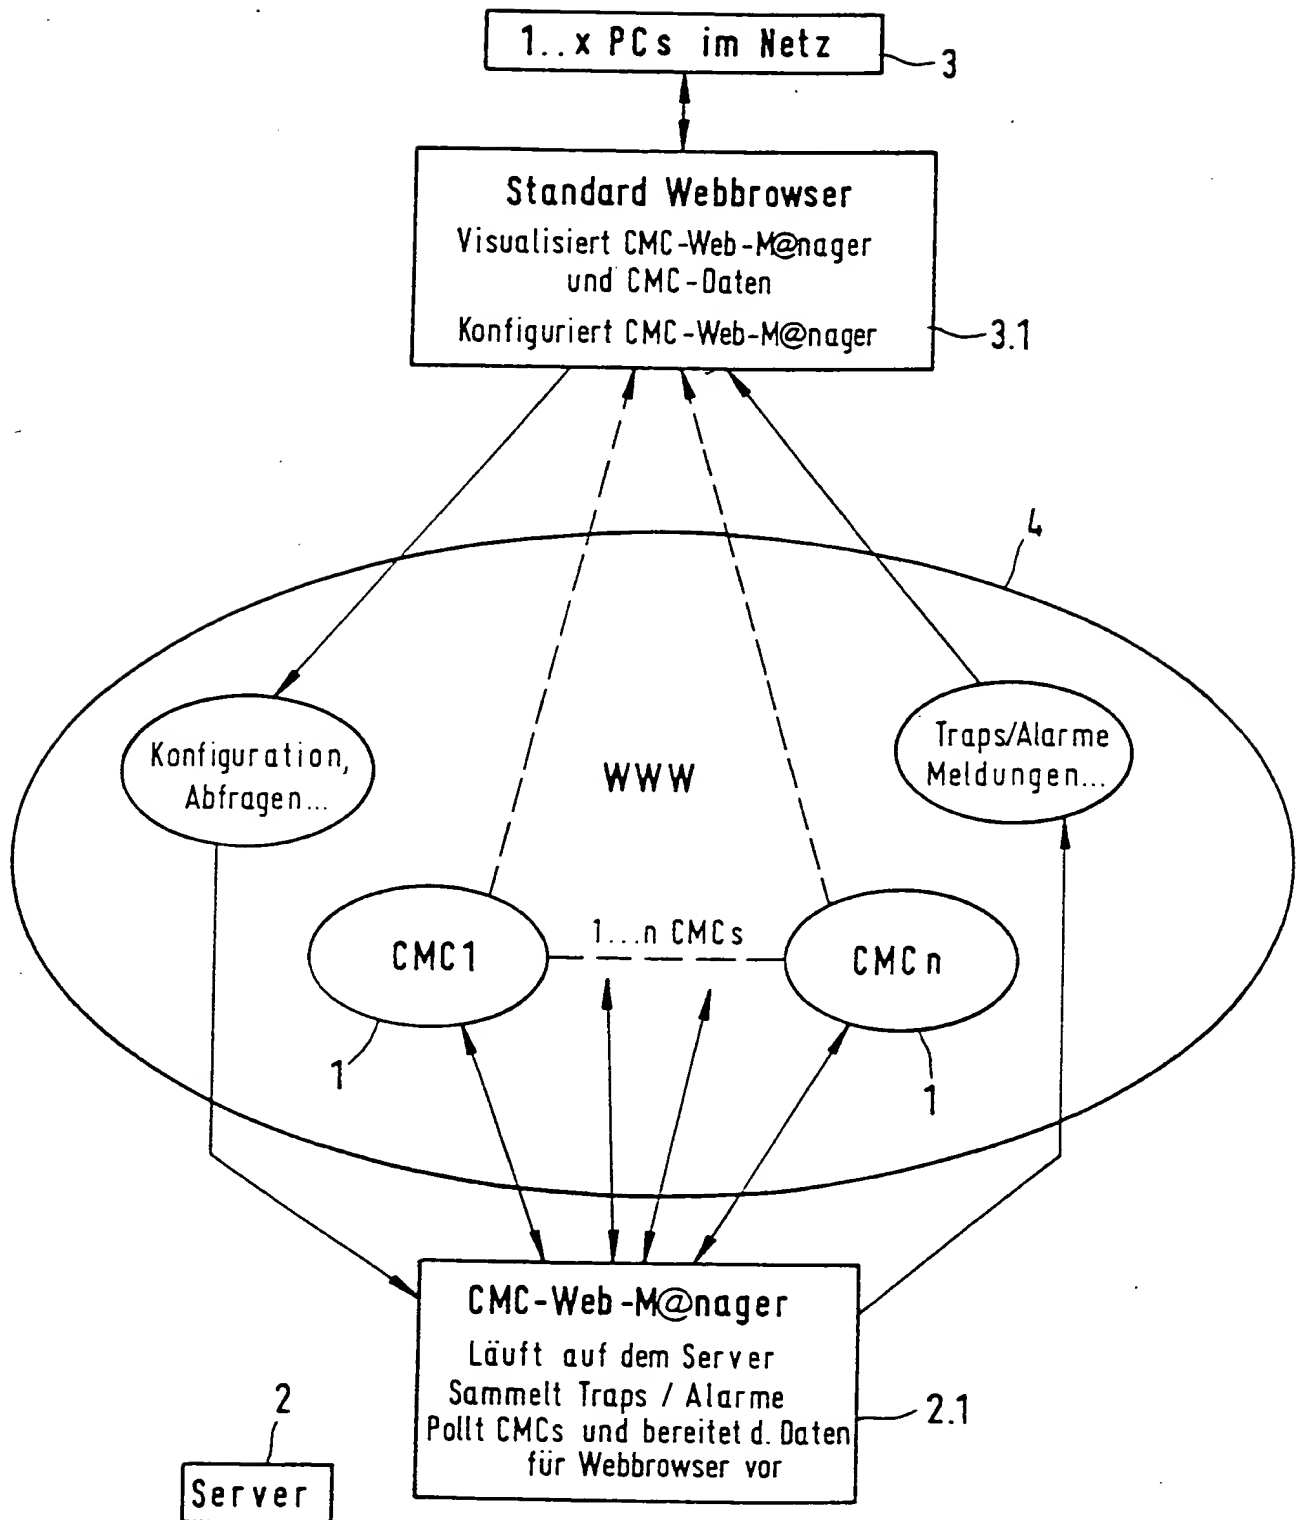 1..x PCs im Netz
3
Standard Webbrowser
Visualisiert CMC-Web-M@nager
und CMC-Daten
Konfiguriert CMC-Web-M@nager
3.1
4
Konfiguration,
Abfragen...
WWW
Traps/Alarme
Meldungen...
CMC1
1...n CMCs
CMCn
1
1
CMC-Web-M@nager
Läuft auf dem Server
Sammelt Traps / Alarme
Pollt CMCs und bereitet d. Daten
für Webbrowser vor
2.1
2
Server